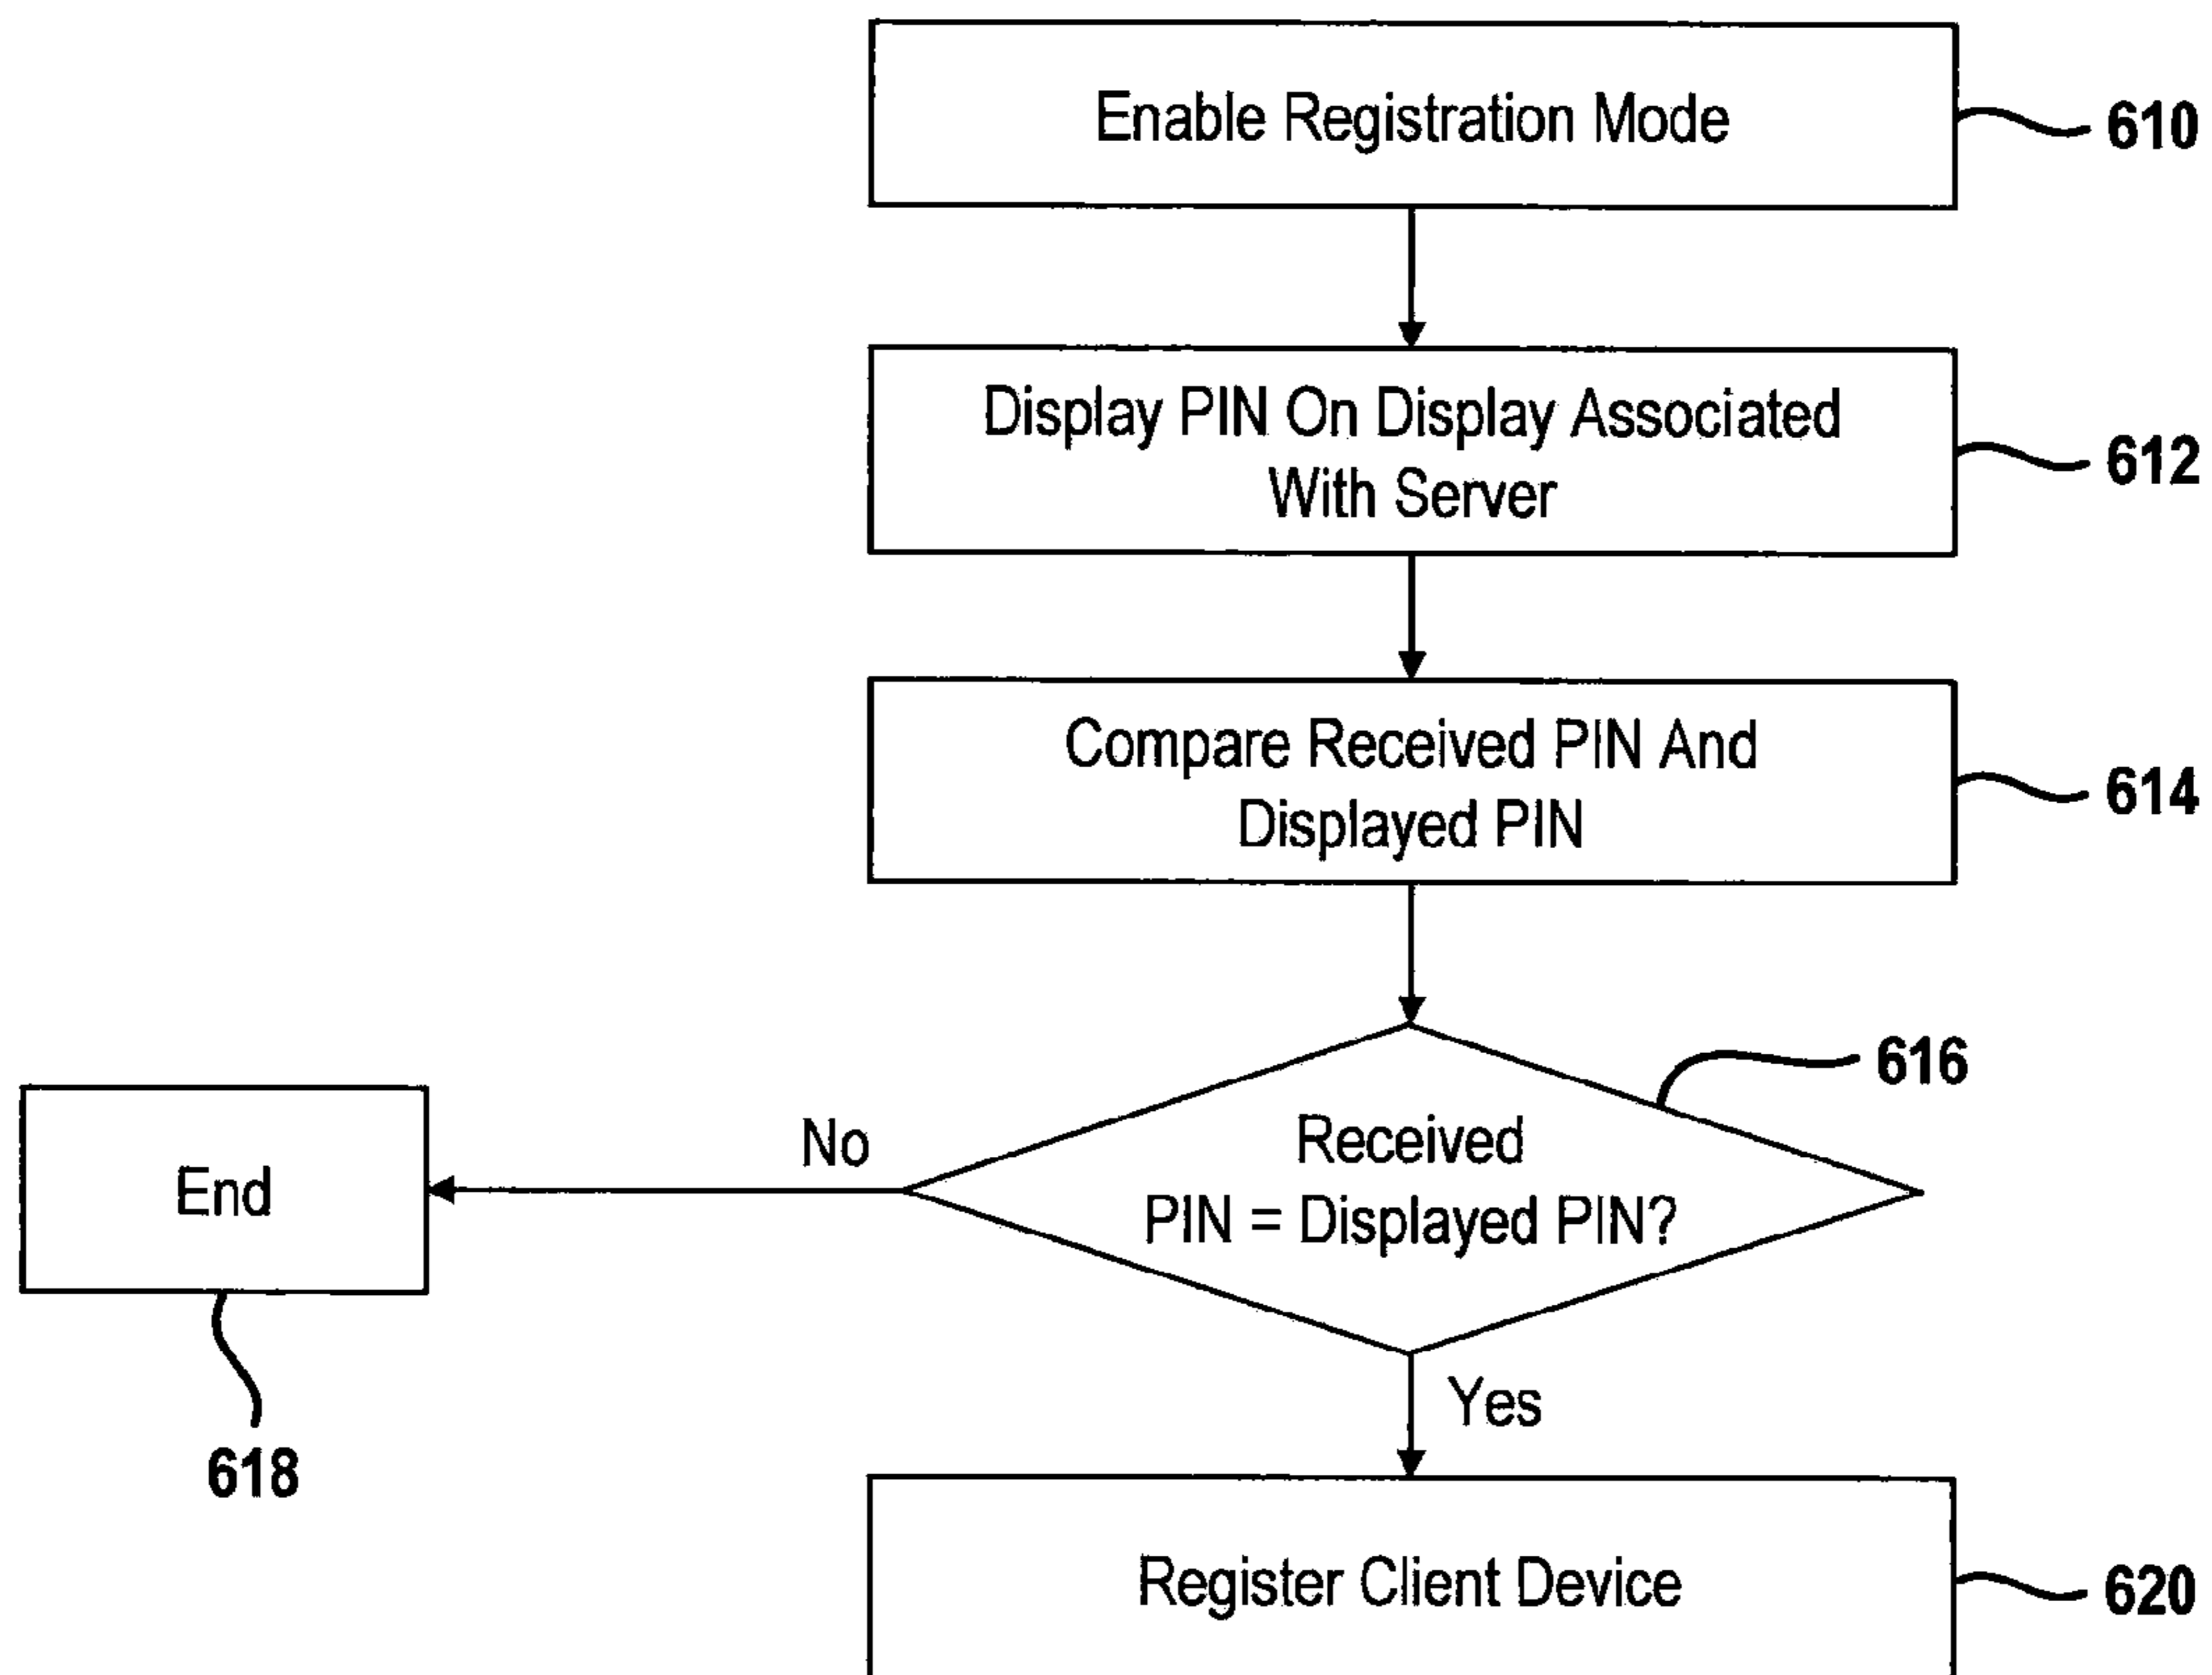 Enable Registration Mode
610
Display PIN On Display Associated
With Server
612
Compare Received PIN And
Displayed PIN
614
616
Received
PIN = Displayed PIN?
No
End
618
Yes
Register Client Device
620